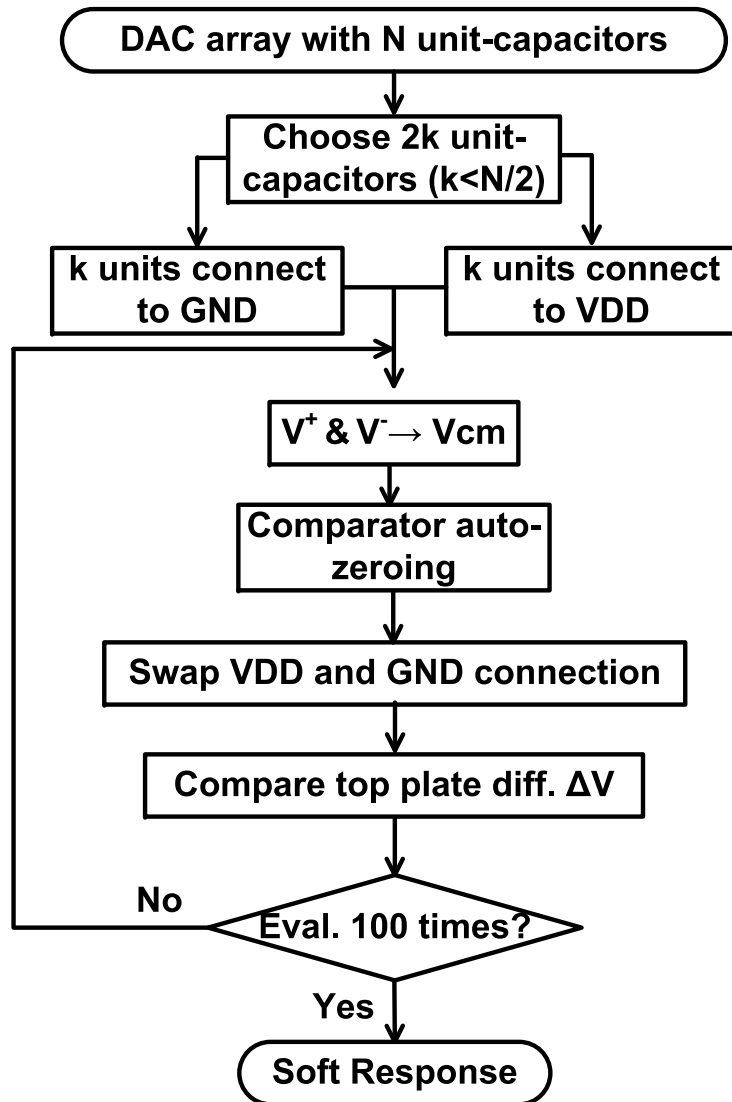 DAC array with N unit-capacitors
Choose 2k unit-
capacitors (k<N/2)
k units connect
to GND
k units connect
to VDD
V⁺ & V⁻→ Vcm
Comparator auto-
zeroing
Swap VDD and GND connection
Compare top plate diff. ΔV
No
Eval. 100 times?
Yes
Soft Response